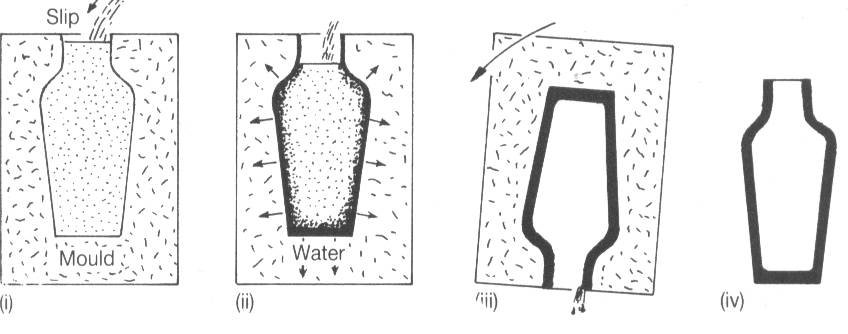 Slip
Mould
(i)
Water
(ii)
(iii)
(iv)